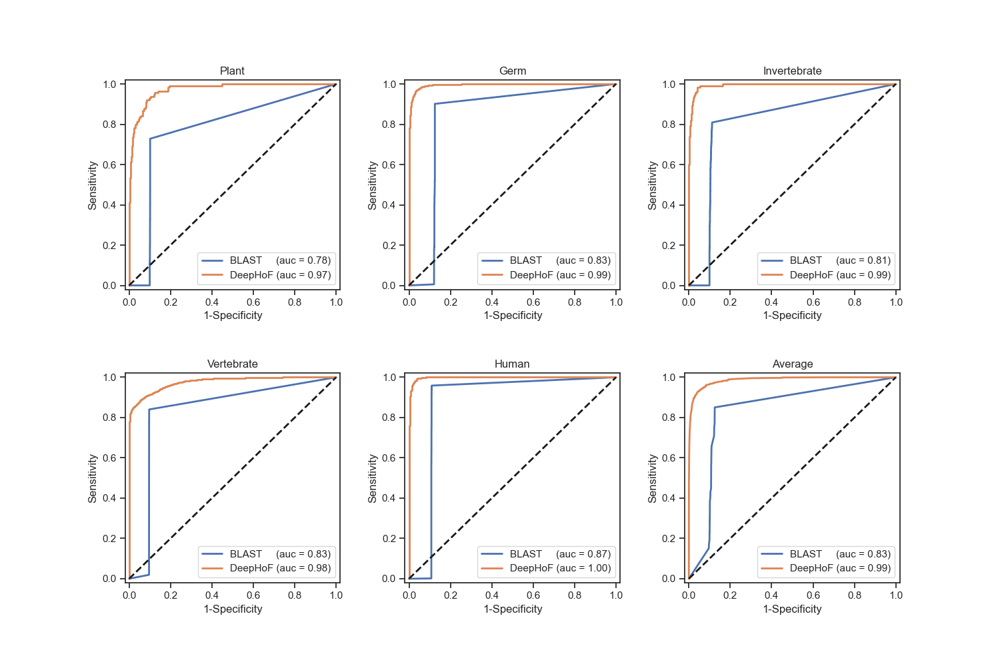 Plant
Sensitivity
1.0
0.8
0.6
0.4
0.2
0.0
BLAST (auc = 0.78)
DeepHoF (auc = 0.97)
0.0 0.2 0.4 0.6 0.8 1.0
1-Specificity
Germ
Sensitivity
1.0
0.8
0.6
0.4
0.2
0.0
BLAST (auc = 0.83)
DeepHoF (auc = 0.99)
0.0 0.2 0.4 0.6 0.8 1.0
1-Specificity
Invertebrate
Sensitivity
1.0
0.8
0.6
0.4
0.2
0.0
BLAST (auc = 0.81)
DeepHoF (auc = 0.99)
0.0 0.2 0.4 0.6 0.8 1.0
1-Specificity
Vertebrate
Sensitivity
1.0
0.8
0.6
0.4
0.2
0.0
BLAST (auc = 0.83)
DeepHoF (auc = 0.98)
0.0 0.2 0.4 0.6 0.8 1.0
1-Specificity
Human
Sensitivity
1.0
0.8
0.6
0.4
0.2
0.0
BLAST (auc = 0.87)
DeepHoF (auc = 1.00)
0.0 0.2 0.4 0.6 0.8 1.0
1-Specificity
Average
Sensitivity
1.0
0.8
0.6
0.4
0.2
0.0
BLAST (auc = 0.83)
DeepHoF (auc = 0.99)
0.0 0.2 0.4 0.6 0.8 1.0
1-Specificity